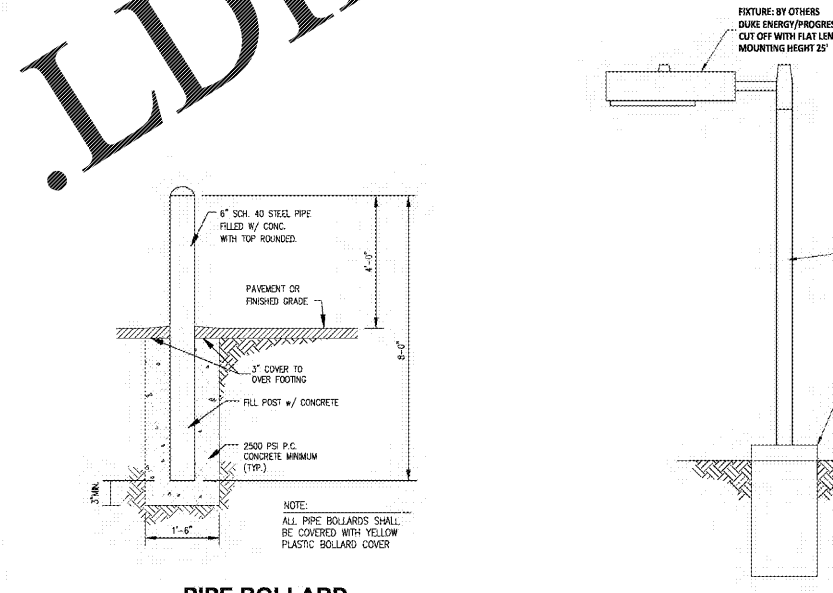 .LD
FIXTURE: BY OTHERS
DUKE ENERGY/PROGRES
CUT OFF WITH FLAT LEN
MOUNTING HEGHT 25'
6" SCH. 40 STEEL PIPE
FILLED W/ CONC.
WITH TOP ROUNDED.
4'-0"
PAVEMENT OR
FINISHED GRADE
8'-0"
3" COVER TO
OVER FOOTING
FILL POST w/ CONCRETE
2500 PSI P.C.
CONCRETE MINIMUM
(TYP.)
3"MIN.
1'-6"
NOTE:
ALL PIPE BOLLARDS SHALL
BE COVERED WITH YELLOW
PLASTIC BOLLARD COVER
PIPE BOLLARD